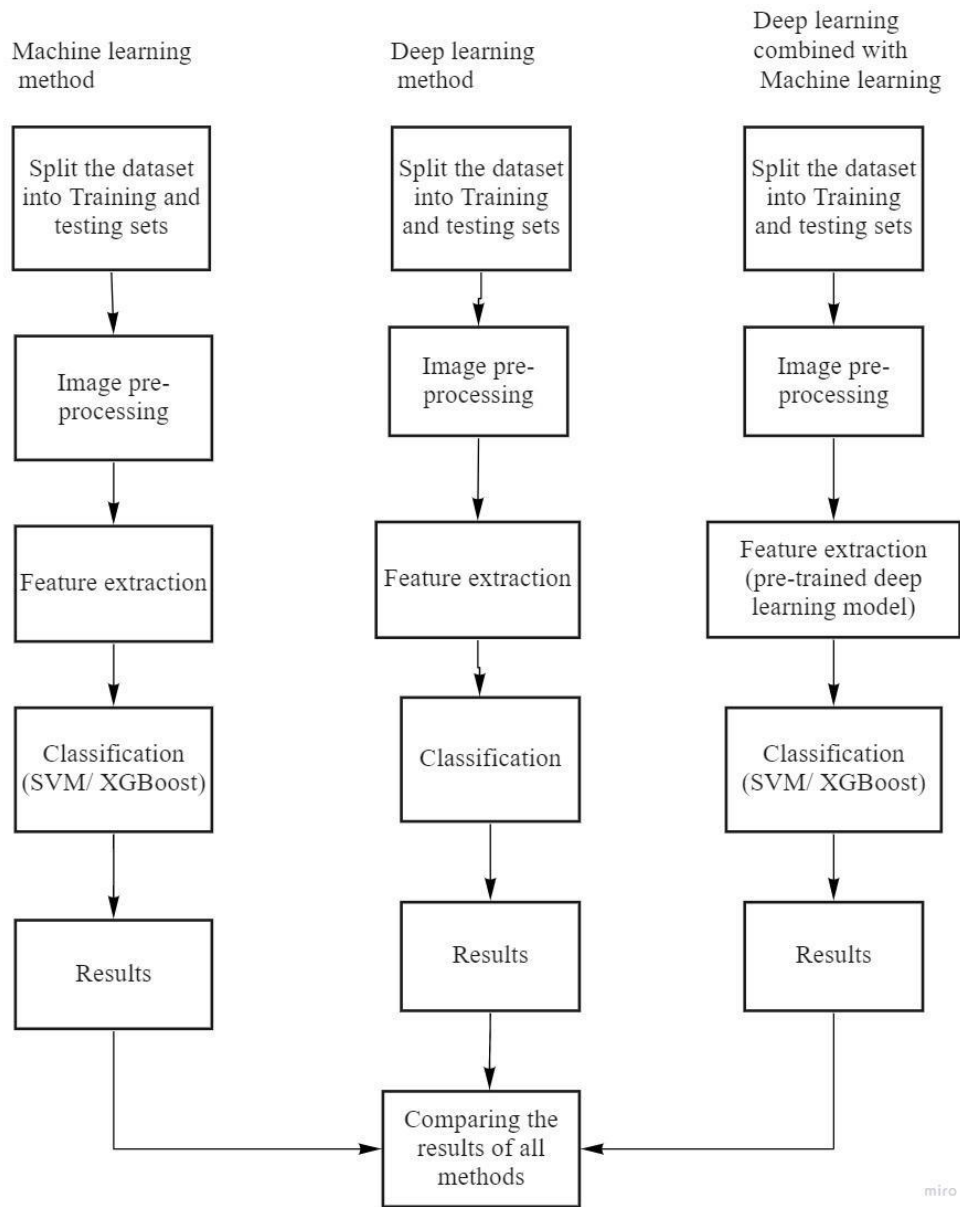 Machine learning
method
Split the dataset
into Training and
testing sets
Image pre-
processing
Feature extraction
Classification
(SVM/ XGBoost)
Results
Deep learning
method
Split the dataset
into Training
and testing sets
Image pre-
processing
Feature extraction
Classification
Results
Deep learning
combined with
Machine learning
Split the dataset
into Training
and testing sets
Image pre-
processing
Feature extraction
(pre-trained deep
learning model)
Classification
(SVM/ XGBoost)
Results
Comparing the
results of all
methods
miro